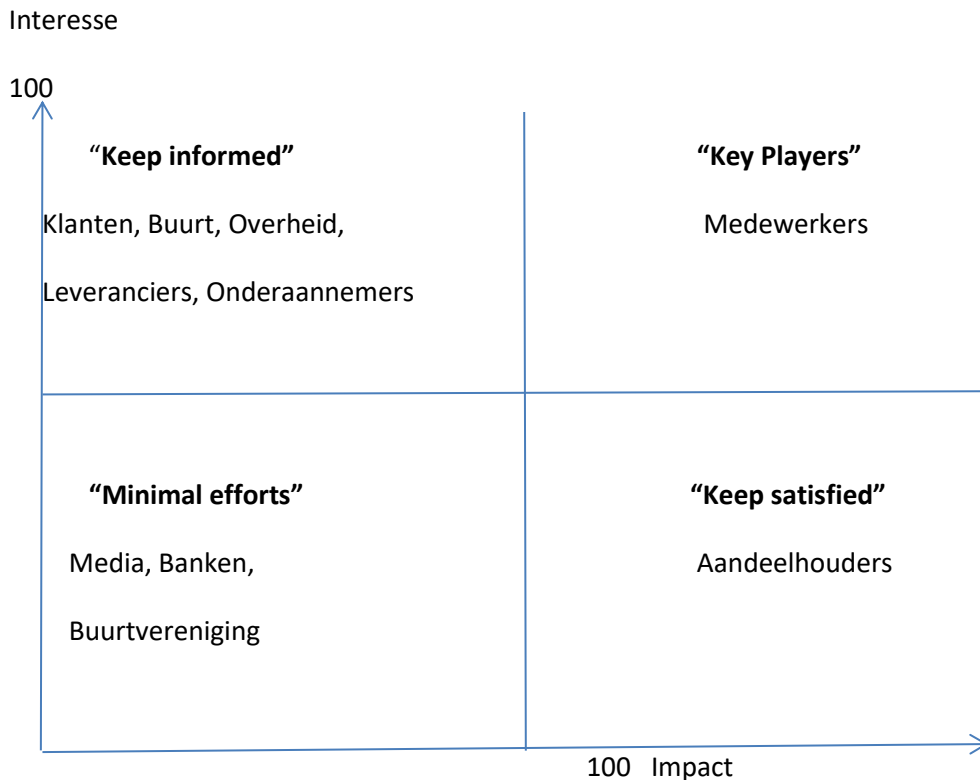 Interesse
100
“Keep informed”
“Key Players”
Klanten, Buurt, Overheid,
Medewerkers
Leveranciers, Onderaannemers
“Minimal efforts”
“Keep satisfied”
Media, Banken,
Aandeelhouders
Buurtvereniging
100 Impact